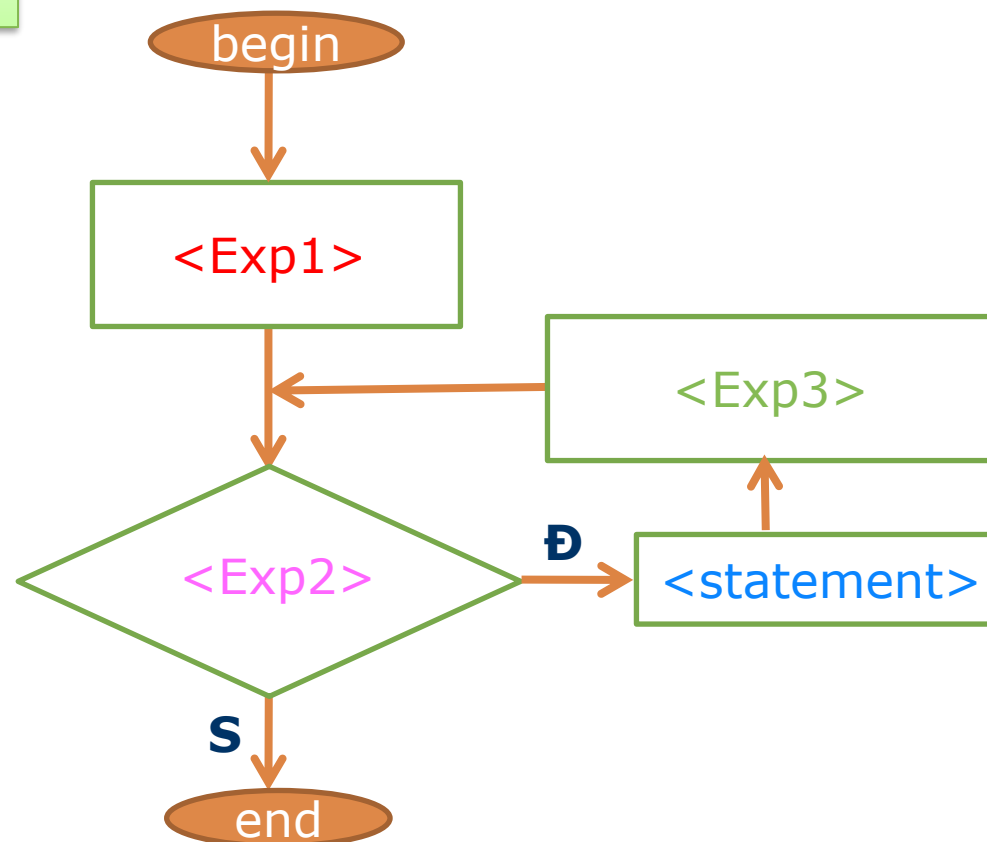 begin
<Exp1>
<Exp3>
<Exp2>
Đ
<statement>
S
end